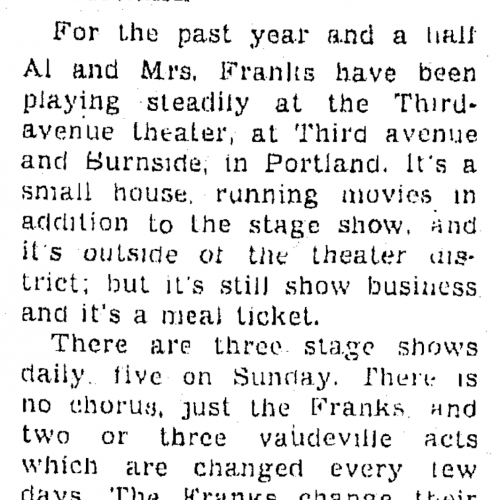 For the past year and a half
Al and Mrs. Franks have been
playing steadily at the Third-
avenue theater, at Third avenue
and Burnside, in Portland. It's a
small house, running movies in
addition to the stage show, and
it's outside of the theater dis-
trict; but it's still show business
and it's a meal ticket.
There are three stage shows
daily, five on Sunday. There is
no chorus, just the Franks and
two or three vaudeville acts
which are changed every few
days. The Franks change their